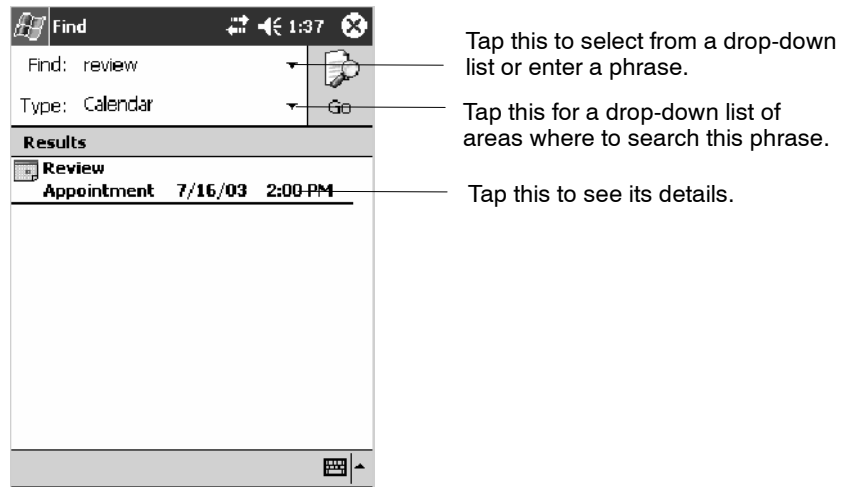 Find 1:37
Find: review
Type: Calendar
Go
Results
Review
Appointment 7/16/03 2:00 PM
Tap this to select from a drop-down
list or enter a phrase.
Tap this for a drop-down list of
areas where to search this phrase.
Tap this to see its details.